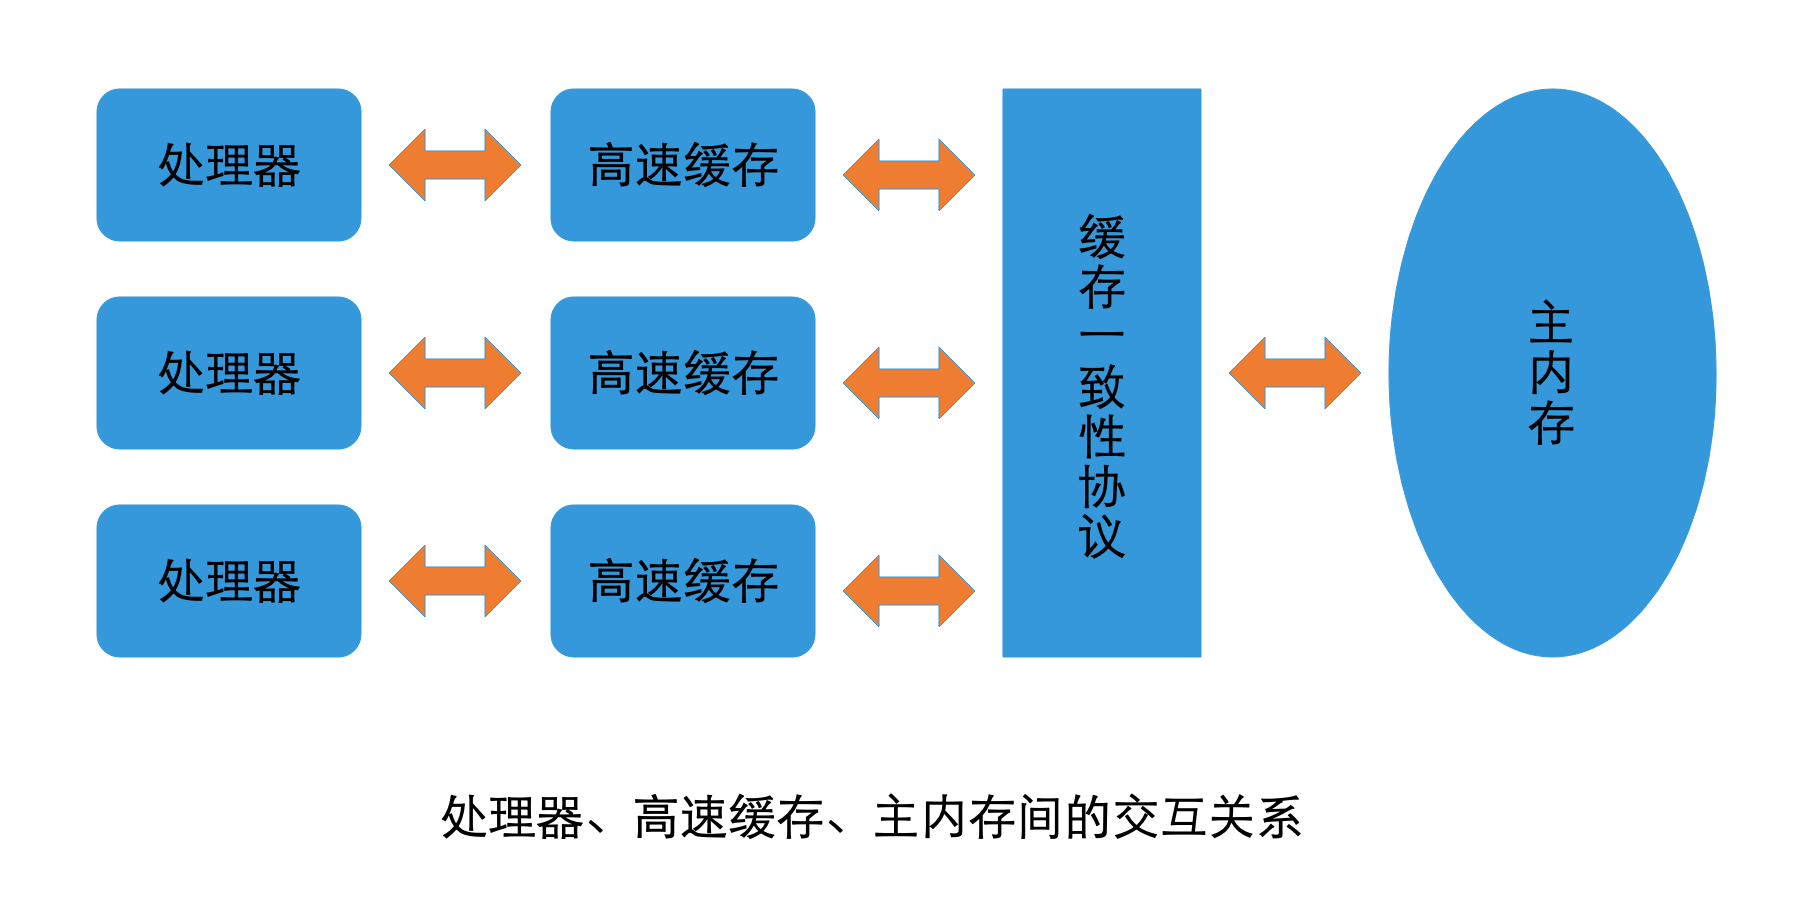 处理器
高速缓存
处理器
高速缓存
处理器
高速缓存
缓存一致性协议
主内存
处理器、高速缓存、主内存间的交互关系